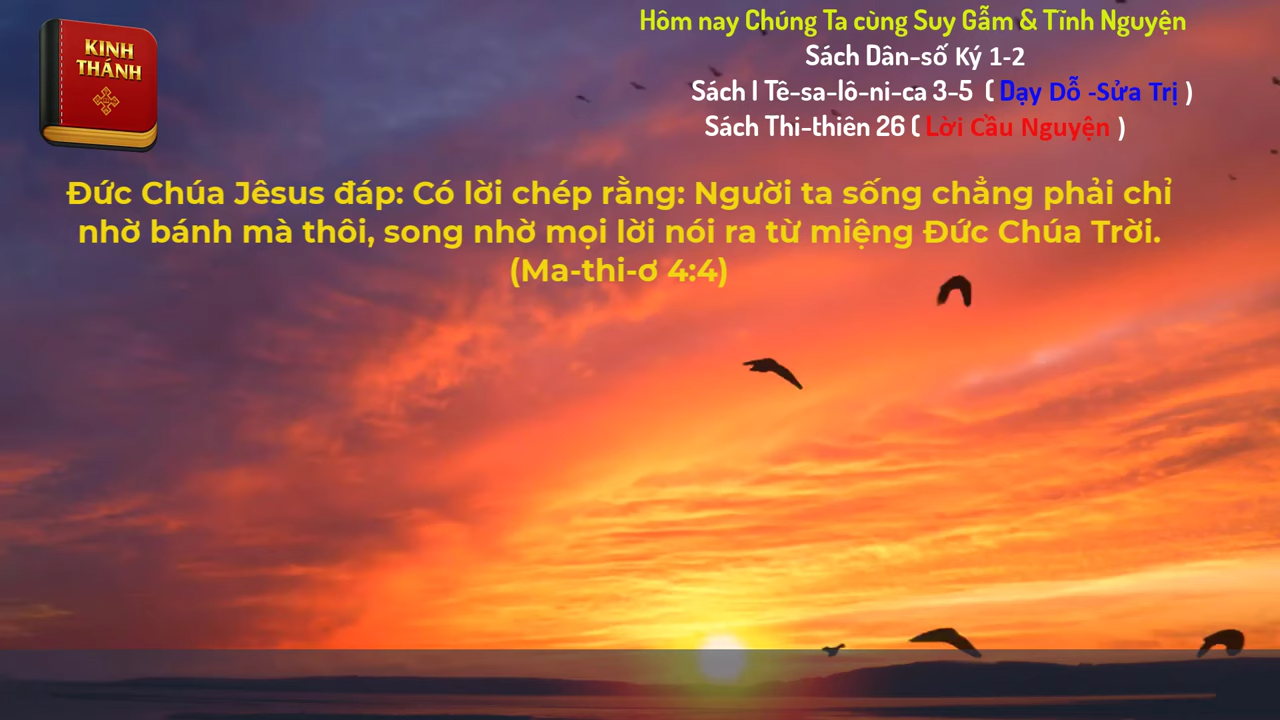 KINH
THÁNH
Hôm nay Chúng Ta cùng Suy Gẫm & Tĩnh Nguyện
Sách Dân-số Ký 1-2
Sách I Tê-sa-lô-ni-ca 3-5 ( Dạy Dỗ -Sửa Trị )
Sách Thi-thiên 26 ( Lời Cầu Nguyện )
Đức Chúa Jêsus đáp: Có lời chép rằng: Người ta sống chẳng phải chỉ
nhờ bánh mà thôi, song nhờ mọi lời nói ra từ miệng Đức Chúa Trời.
(Ma-thi-ơ 4:4)